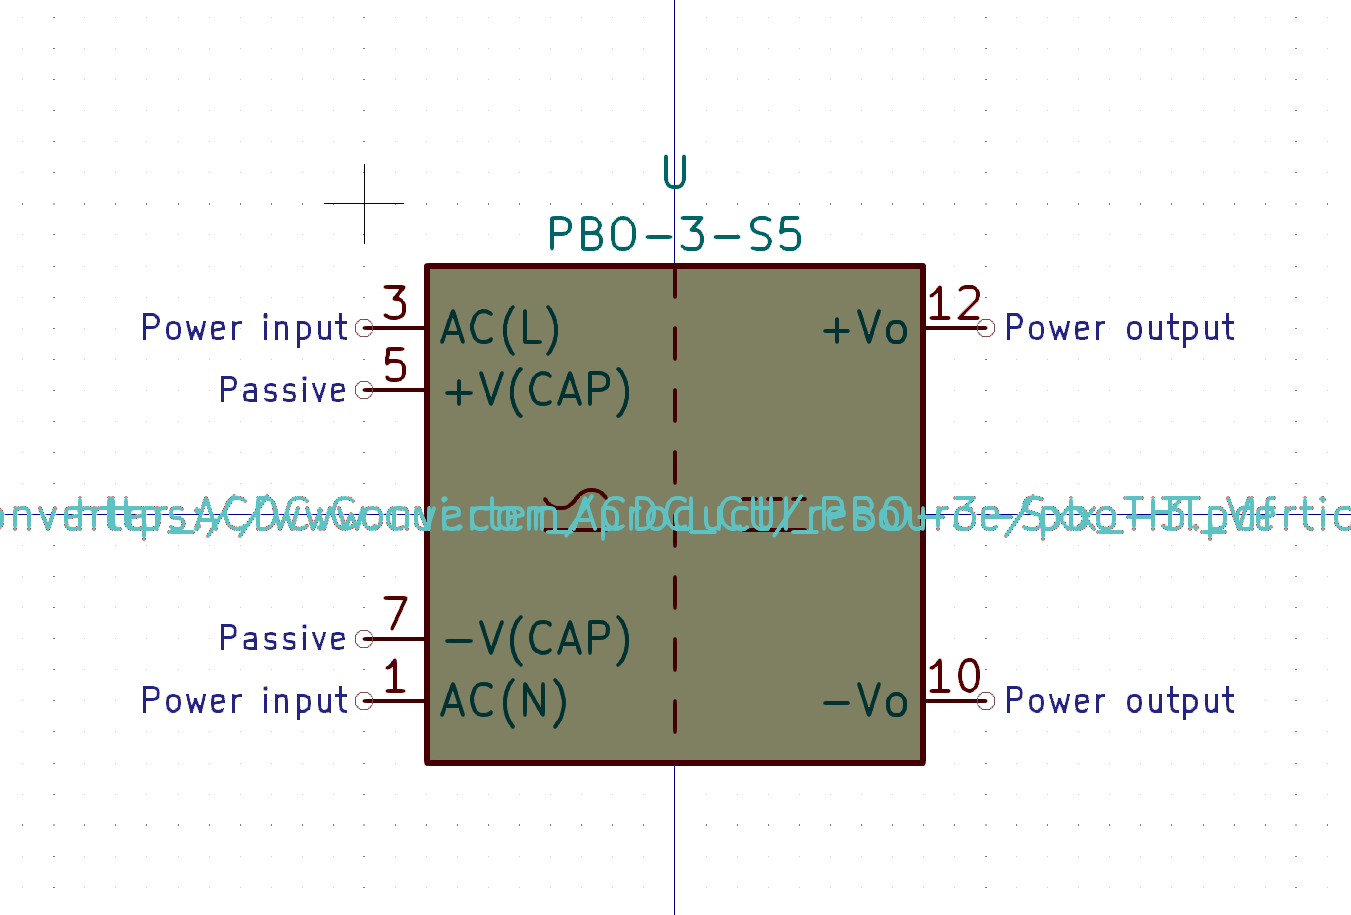 U
PBO-3-S5
Power input 3 AC(L) +Vo 12 Power output
Passive 5 +V(CAP)
Passive 7 -V(CAP)
Power input 1 AC(N) -Vo 10 Power output